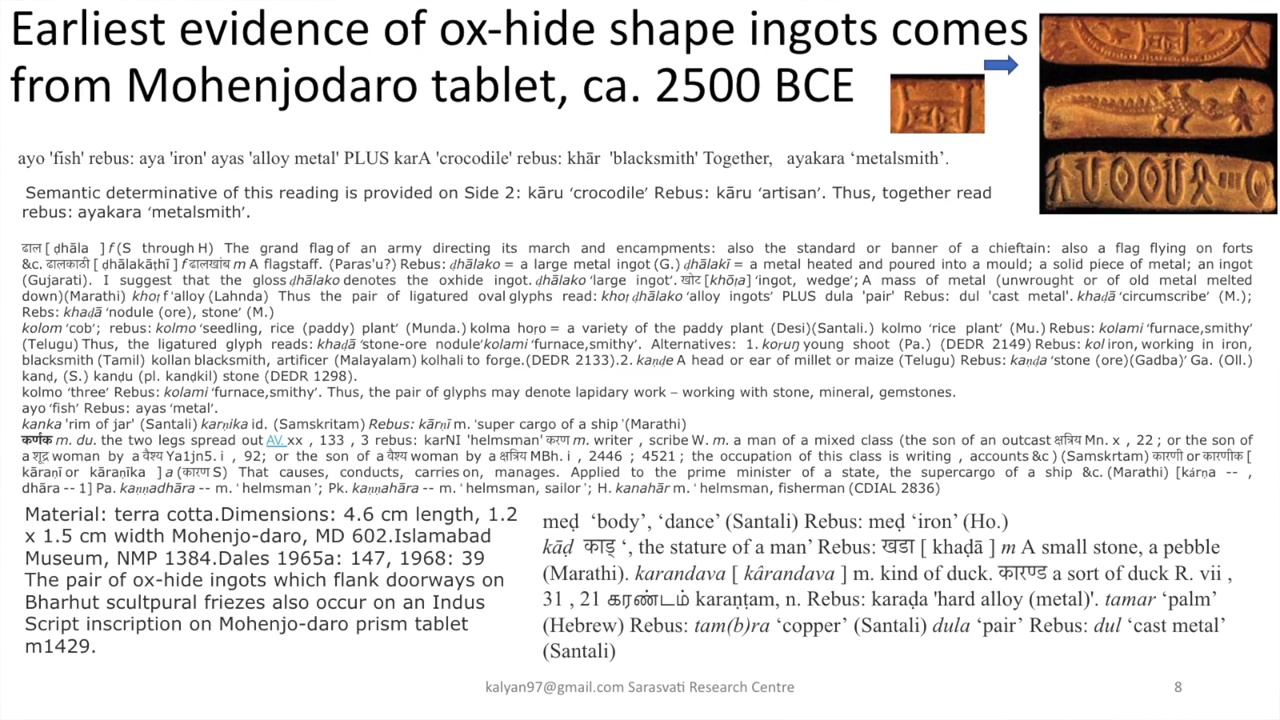 Earliest evidence of ox-hide shape ingots comes
from Mohenjodaro tablet, ca. 2500 BCE
ayo 'fish' rebus: aya 'iron' ayas 'alloy metal' PLUS karA 'crocodile' rebus: khār 'blacksmith' Together, ayakara ‘metalsmith’.
Semantic determinative of this reading is provided on Side 2: kāru ‘crocodile’ Rebus: kāru ‘artisan’. Thus, together read
rebus: ayakara ‘metalsmith’.
ढाल [ ḍhāla ] f (S through H) The grand flag of an army directing its march and encampments: also the standard or banner of a chieftain: also a flag flying on forts
&c. ढालकाठी [ ḍhālakāṭhī ] f ढालखांब m A flagstaff. (Paras'u?) Rebus: ḍhālako = a large metal ingot (G.) ḍhālakī = a metal heated and poured into a mould; a solid piece of metal; an ingot
(Gujarati). I suggest that the gloss ḍhālako denotes the oxhide ingot. ḍhālako ‘large ingot’. खोट [khōṭa] ‘ingot, wedge’; A mass of metal (unwrought or of old metal melted
down)(Marathi) khoṭ f ‘alloy (Lahnda) Thus the pair of ligatured oval glyphs read: khoṭ ḍhālako ‘alloy ingots’ PLUS dula 'pair' Rebus: dul 'cast metal'. khaḍā ‘circumscribe’ (M.);
Rebs: khaḍā ‘nodule (ore), stone’ (M.)
kolom ‘cob’; rebus: kolmo ‘seedling, rice (paddy) plant’ (Munda.) kolma hoṛo = a variety of the paddy plant (Desi)(Santali.) kolmo ‘rice plant’ (Mu.) Rebus: kolami ‘furnace,smithy’
(Telugu) Thus, the ligatured glyph reads: khaḍā ‘stone-ore nodule’kolami ‘furnace,smithy’. Alternatives: 1. koṛuŋ young shoot (Pa.) (DEDR 2149) Rebus: kol iron, working in iron,
blacksmith (Tamil) kollan blacksmith, artificer (Malayalam) kolhali to forge.(DEDR 2133).2. kaṇḍe A head or ear of millet or maize (Telugu) Rebus: kaṇḍa ‘stone (ore)(Gadba)’ Ga. (Oll.)
kanḍ, (S.) kanḍu (pl. kanḍkil) stone (DEDR 1298).
kolmo ‘three’ Rebus: kolami ‘furnace,smithy’. Thus, the pair of glyphs may denote lapidary work – working with stone, mineral, gemstones.
ayo ‘fish’ Rebus: ayas ‘metal’.
kanka 'rim of jar' (Santali) karṇika id. (Samskritam) Rebus: kārṇī m. 'super cargo of a ship '(Marathi)
कर्णक m. du. the two legs spread out AV. xx , 133 , 3 rebus: karNI 'helmsman' करण m. writer , scribe W. m. a man of a mixed class (the son of an outcast क्षत्रिय Mn. x , 22 ; or the son of
a शूद्र woman by a वैश्य Ya1jn5. i , 92; or the son of a वैश्य woman by a क्षत्रिय MBh. i , 2446 ; 4521 ; the occupation of this class is writing , accounts &c ) (Samskrtam) कारणी or कारणीक [
kāraṇī or kāraṇīka ] a (कारण S) That causes, conducts, carries on, manages. Applied to the prime minister of a state, the supercargo of a ship &c. (Marathi) [kárṇa -- ,
dhāra -- 1] Pa. kaṇṇadhāra -- m. ' helmsman '; Pk. kaṇṇahāra -- m. ' helmsman, sailor '; H. kanahār m. ' helmsman, fisherman (CDIAL 2836)
Material: terra cotta.Dimensions: 4.6 cm length, 1.2
x 1.5 cm width Mohenjo-daro, MD 602.Islamabad
Museum, NMP 1384.Dales 1965a: 147, 1968: 39
The pair of ox-hide ingots which flank doorways on
Bharhut scultpural friezes also occur on an Indus
Script inscription on Mohenjo-daro prism tablet
m1429.
meḍ ‘body’, ‘dance’ (Santali) Rebus: meḍ ‘iron’ (Ho.)
kāḍ काड् ‘, the stature of a man’ Rebus: खडा [ khaḍā ] m A small stone, a pebble
(Marathi). karandava [ kârandava ] m. kind of duck. कारण्ड a sort of duck R. vii ,
31 , 21 கரண்டம் karaṇṭam, n. Rebus: karaḍa 'hard alloy (metal)'. tamar ‘palm’
(Hebrew) Rebus: tam(b)ra ‘copper’ (Santali) dula ‘pair’ Rebus: dul ‘cast metal’
(Santali)
kalyan97@gmail.com Sarasvati Research Centre
8